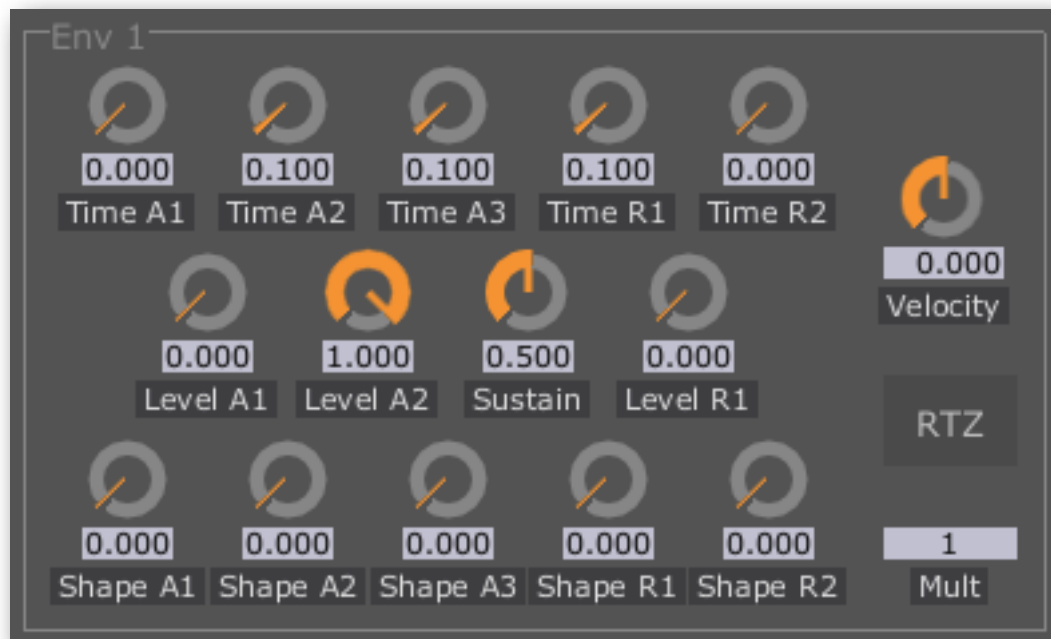 Env 1
0.000 0.100 0.100 0.100 0.000
Time A1 Time A2 Time A3 Time R1 Time R2
0.000
Velocity
0.000 1.000 0.500 0.000
Level A1 Level A2 Sustain Level R1
RTZ
0.000 0.000 0.000 0.000 0.000
1
Shape A1 Shape A2 Shape A3 Shape R1 Shape R2
Mult